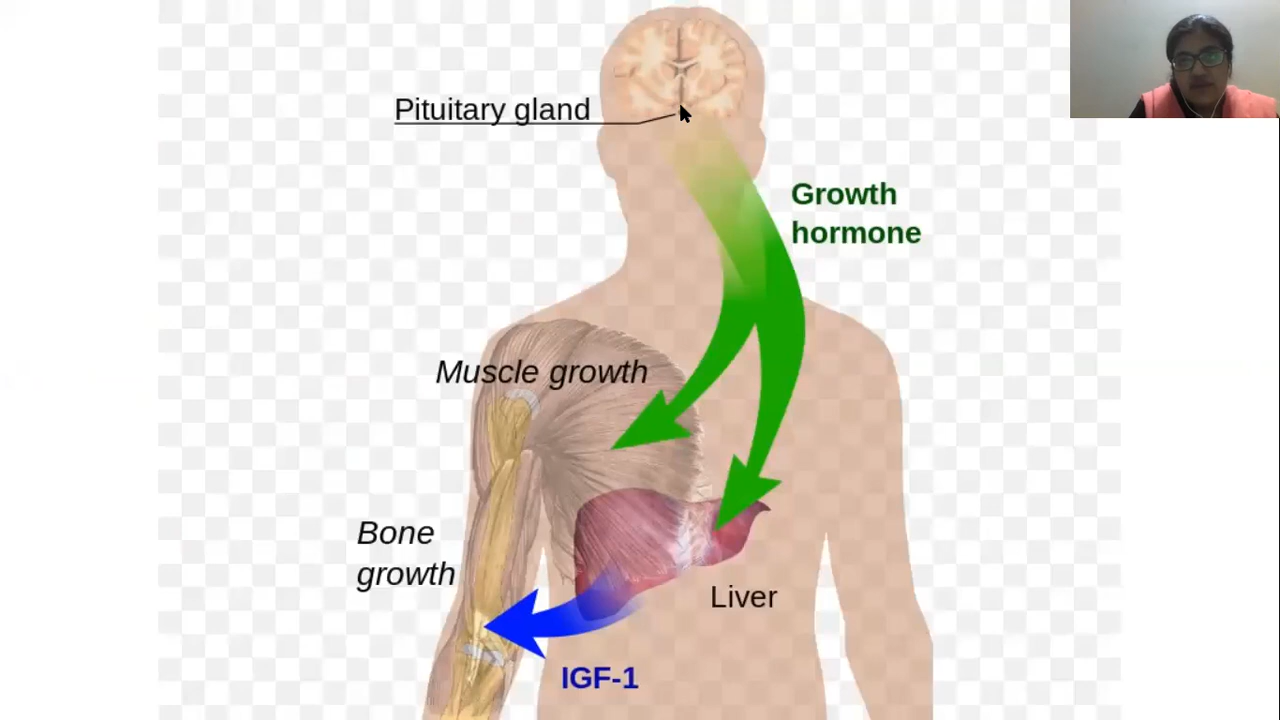 Pituitary gland
Growth
hormone
Muscle growth
Bone
growth
Liver
IGF-1